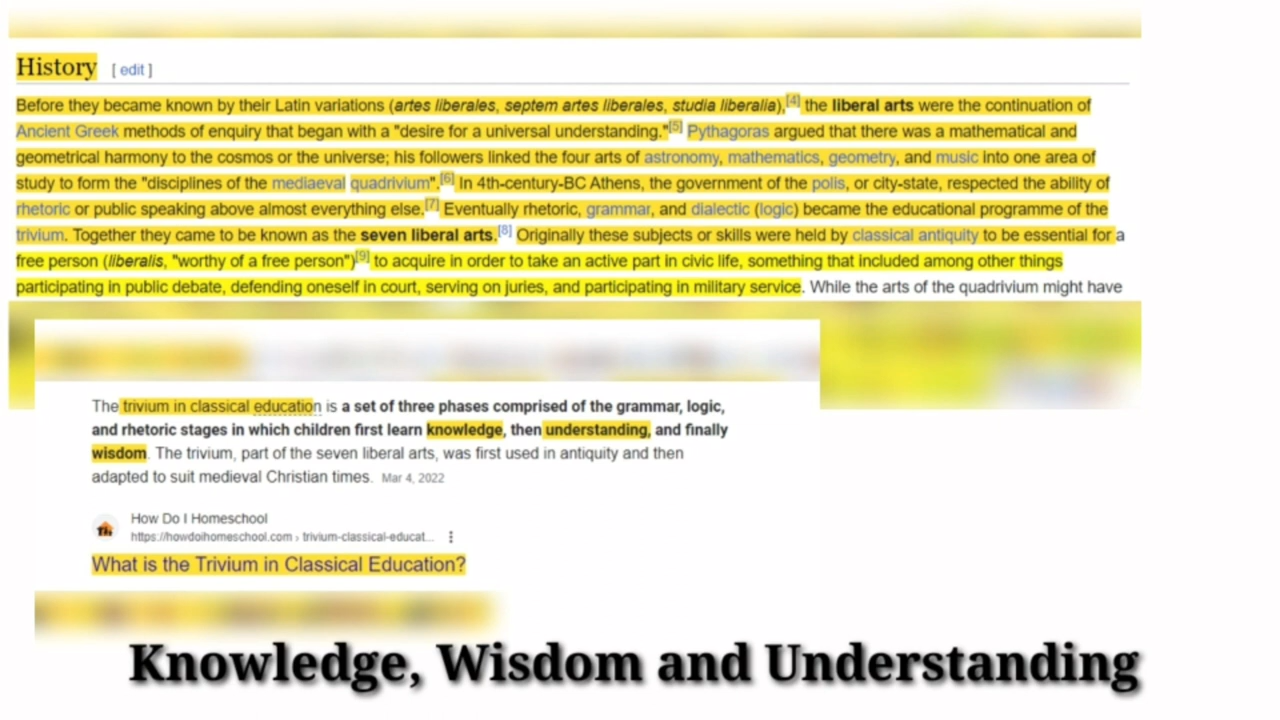 History [ edit ]
Before they became known by their Latin variations (artes liberales, septem artes liberales, studia liberalia),[4] the liberal arts were the continuation of
Ancient Greek methods of enquiry that began with a "desire for a universal understanding."[5] Pythagoras argued that there was a mathematical and
geometrical harmony to the cosmos or the universe; his followers linked the four arts of astronomy, mathematics, geometry, and music into one area of
study to form the "disciplines of the mediaeval quadrivium".[6] In 4th-century-BC Athens, the government of the polis, or city-state, respected the ability of
rhetoric or public speaking above almost everything else.[7] Eventually rhetoric, grammar, and dialectic (logic) became the educational programme of the
trivium. Together they came to be known as the seven liberal arts.[8] Originally these subjects or skills were held by classical antiquity to be essential for a
free person (liberalis, "worthy of a free person")[9] to acquire in order to take an active part in civic life, something that included among other things
participating in public debate, defending oneself in court, serving on juries, and participating in military service. While the arts of the quadrivium might have
The trivium in classical education is a set of three phases comprised of the grammar, logic,
and rhetoric stages in which children first learn knowledge, then understanding, and finally
wisdom. The trivium, part of the seven liberal arts, was first used in antiquity and then
adapted to suit medieval Christian times. Mar 4, 2022
How Do I Homeschool
https://howdoihomeschool.com › trivium-classical-educat...
What is the Trivium in Classical Education?
Knowledge, Wisdom and Understanding